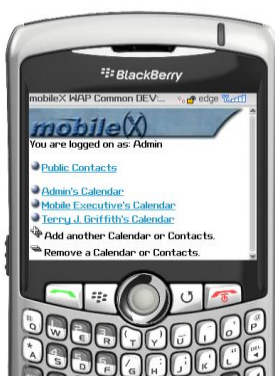 BlackBerry
mobileX WAP Common DEV:...
edge
mobile(X)
You are logged on as: Admin
Public Contacts
Admin's Calendar
Mobile Executive's Calendar
Terry J. Griffith's Calendar
Add another Calendar or Contacts.
Remove a Calendar or Contacts.
Q W E R T Y U I O P
A S D F G H J K L DEL